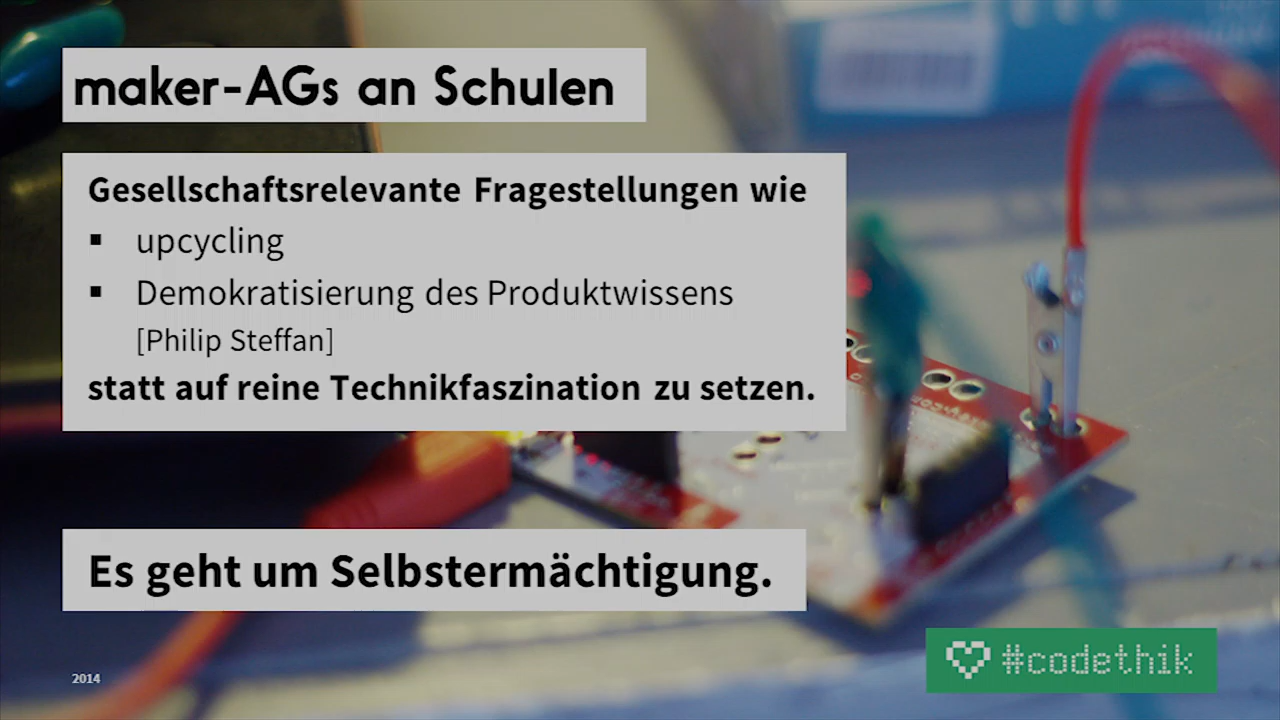 maker-AGs an Schulen
Gesellschaftsrelevante Fragestellungen wie
▪ upcycling
▪ Demokratisierung des Produktwissens
[Philip Steffan]
statt auf reine Technikfaszination zu setzen.
Es geht um Selbstermächtigung.
#codethik
2014